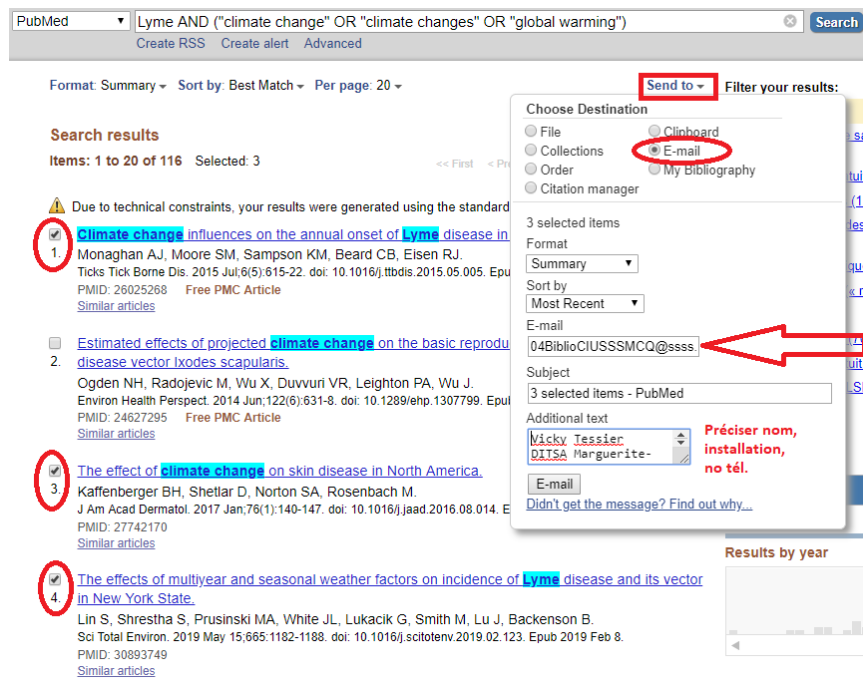 PubMed
Lyme AND ("climate change" OR "climate changes" OR "global warming")
Search
Create RSS Create alert Advanced
Format: Summary Sort by: Best Match Per page: 20
Send to
Filter your results:
Search results
Items: 1 to 20 of 116 Selected: 3
<< First
Due to technical constraints, your results were generated using the standard
1.
Climate change influences on the annual onset of Lyme disease in
Monaghan AJ, Moore SM, Sampson KM, Beard CB, Eisen RJ.
Ticks Tick Borne Dis. 2015 Jul;6(5):615-22. doi: 10.1016/j.ttbdis.2015.05.005. Epu
PMID: 26025268 Free PMC Article
Similar articles
Estimated effects of projected climate change on the basic reprodu
2. disease vector Ixodes scapularis.
Ogden NH, Radojevic M, Wu X, Duvvuri VR, Leighton PA, Wu J.
Environ Health Perspect. 2014 Jun;122(6):631-8. doi: 10.1289/ehp.1307799. Epul
PMID: 24627295 Free PMC Article
Similar articles
The effect of climate change on skin disease in North America.
3. Kaffenberger BH, Shetlar D, Norton SA, Rosenbach M.
J Am Acad Dermatol. 2017 Jan;76(1):140-147. doi: 10.1016/j.jaad.2016.08.014. E
PMID: 27742170
Similar articles
The effects of multiyear and seasonal weather factors on incidence of Lyme disease and its vector
4. in New York State.
Lin S, Shrestha S, Prusinski MA, White JL, Lukacik G, Smith M, Lu J, Backenson B.
Sci Total Environ. 2019 May 15;665:1182-1188. doi: 10.1016/j.scitotenv.2019.02.123. Epub 2019 Feb 8.
PMID: 30893749
Similar articles
Choose Destination
File Clipboard
Collections E-mail
Order My Bibliography
Citation manager
3 selected items
Format
Summary
Sort by
Most Recent
E-mail
04BiblioCIUSSSMCQ@ssss.
Subject
3 selected items - PubMed
Additional text
Vicky Tessier
DITSA Marguerite-
Préciser nom,
installation,
no tél.
E-mail
Didn't get the message? Find out why...
Results by year